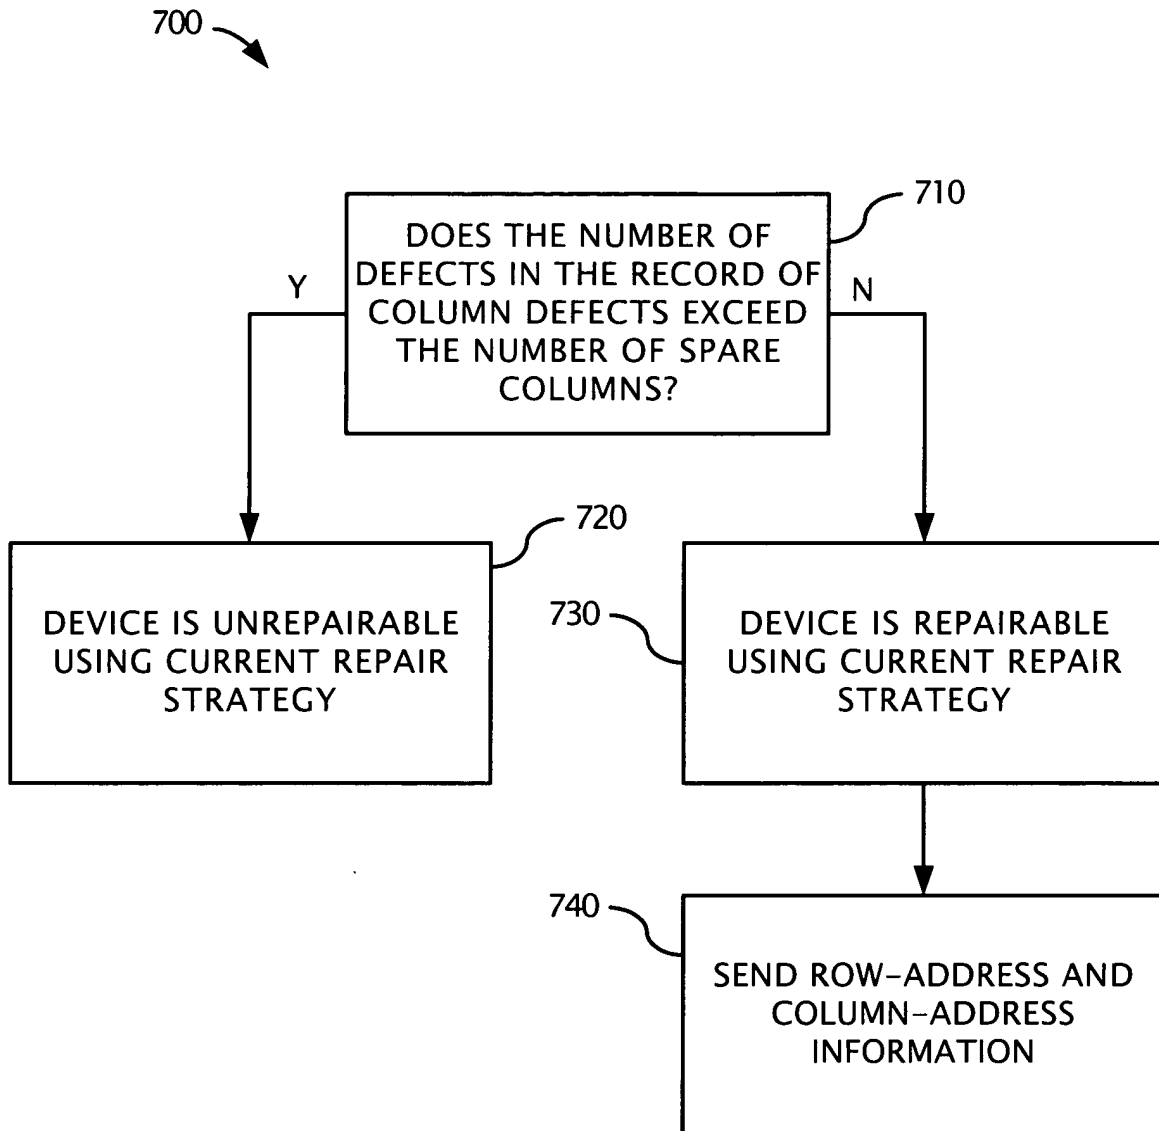 700
710
DOES THE NUMBER OF
DEFECTS IN THE RECORD OF
COLUMN DEFECTS EXCEED
THE NUMBER OF SPARE
COLUMNS?
Y
N
720
DEVICE IS UNREPAIRABLE
USING CURRENT REPAIR
STRATEGY
730
DEVICE IS REPAIRABLE
USING CURRENT REPAIR
STRATEGY
740
SEND ROW-ADDRESS AND
COLUMN-ADDRESS
INFORMATION